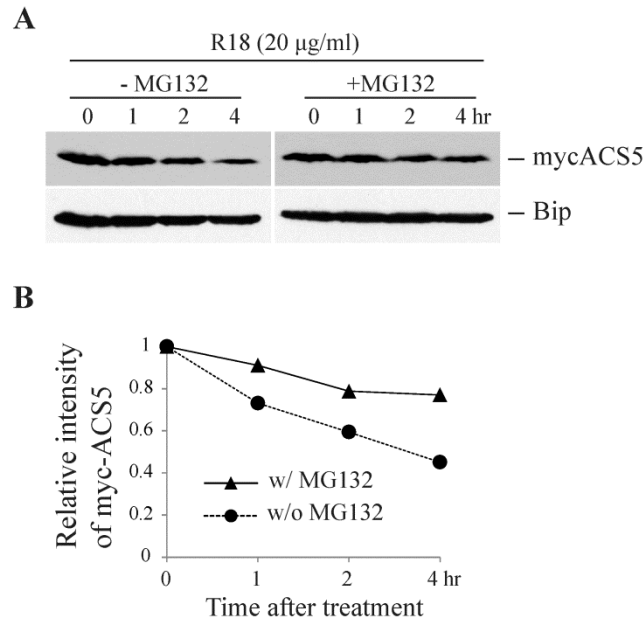 A
R18 (20 μg/ml)
- MG132 +MG132
0 1 2 4 0 1 2 4 hr
– mycACS5
– Bip
B
Relative intensity
of myc-ACS5
1
0.8
0.6
0.4
0.2
0
w/ MG132
w/o MG132
0 1 2 4 hr
Time after treatment